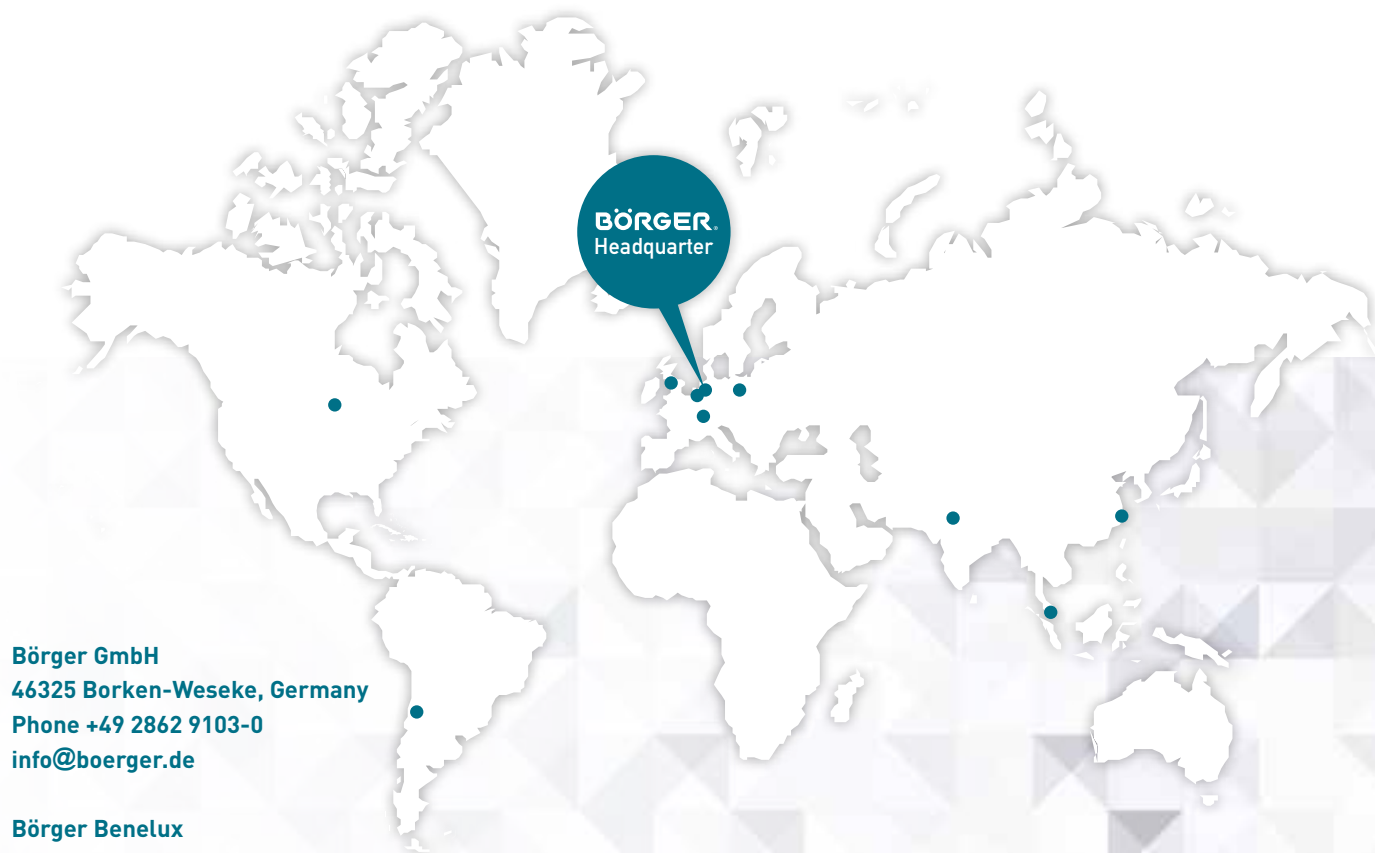 BÖRGER®
Headquarter
Börger GmbH
46325 Borken-Weseke, Germany
Phone +49 2862 9103-0
info@boerger.de
Börger Benelux